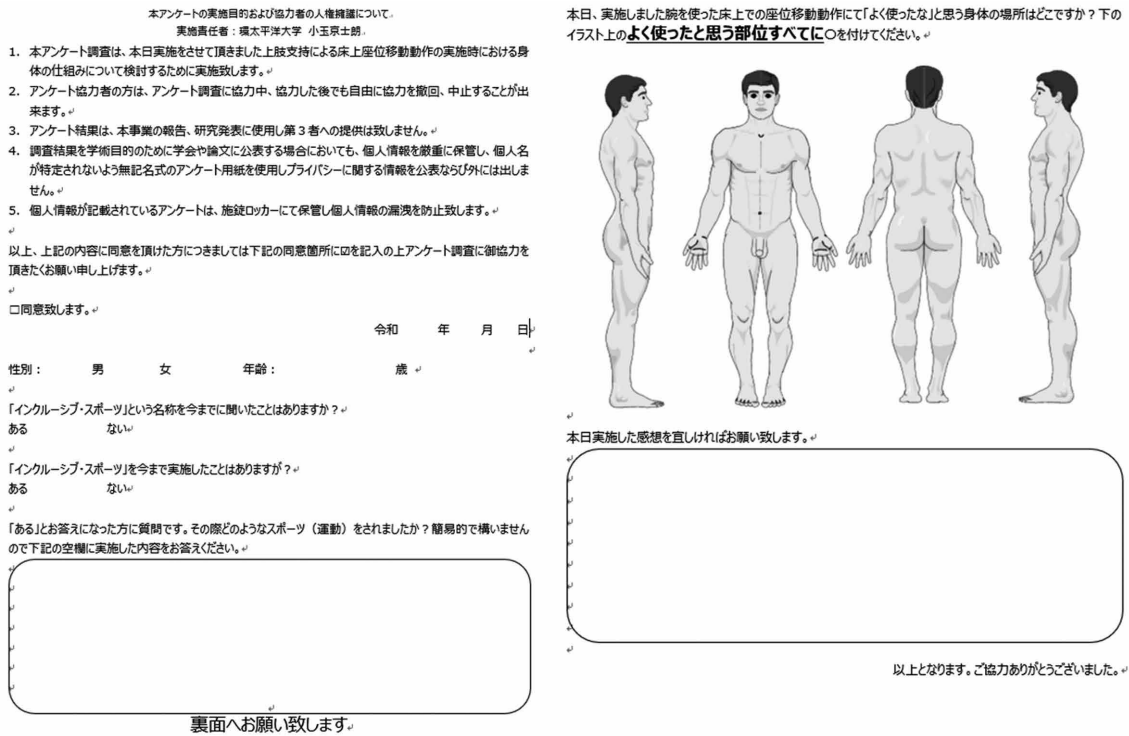 本アンケートの実施目的および協力者の人権擁護について
実施責任者：環太平洋大学 小玉京士朗
1. 本アンケート調査は、本日実施をさせて頂きました上肢支持による床上座位移動動作の実施時における身
体の仕組みについて検討するために実施致します。
2. アンケート協力者の方は、アンケート調査に協力中、協力した後でも自由に協力を撤回、中止することが出
来ます。
3. アンケート結果は、本事業の報告、研究発表に使用し第３者への提供は致しません。
4. 調査結果を学術目的のために学会や論文に公表する場合においても、個人情報を厳重に保管し、個人名
が特定されないよう無記名式のアンケート用紙を使用しプライバシーに関する情報を公表ならび外には出しま
せん。
5. 個人情報が記載されているアンケートは、施錠ロッカーにて保管し個人情報の漏洩を防止致します。
以上、上記の内容に同意を頂けた方につきましては下記の同意箇所に☑を記入の上アンケート調査に御協力を
頂きたくお願い申し上げます。
□同意致します。
令和 年 月 日
性別： 男 女 年齢： 歳
「インクルーシブ・スポーツ」という名称を今までに聞いたことはありますか？
ある ない
「インクルーシブ・スポーツ」を今まで実施したことはありますが？
ある ない
「ある」とお答えになった方に質問です。その際どのようなスポーツ（運動）をされましたか？簡易的で構いません
ので下記の空欄に実施した内容をお答えください。
裏面へお願い致します
本日、実施しました腕を使った床上での座位移動動作にて「よく使ったな」と思う身体の場所はどこですか？下の
イラスト上のよく使ったと思う部位すべてに○を付けてください。
本日実施した感想を宜しければお願い致します。
以上となります。ご協力ありがとうございました。